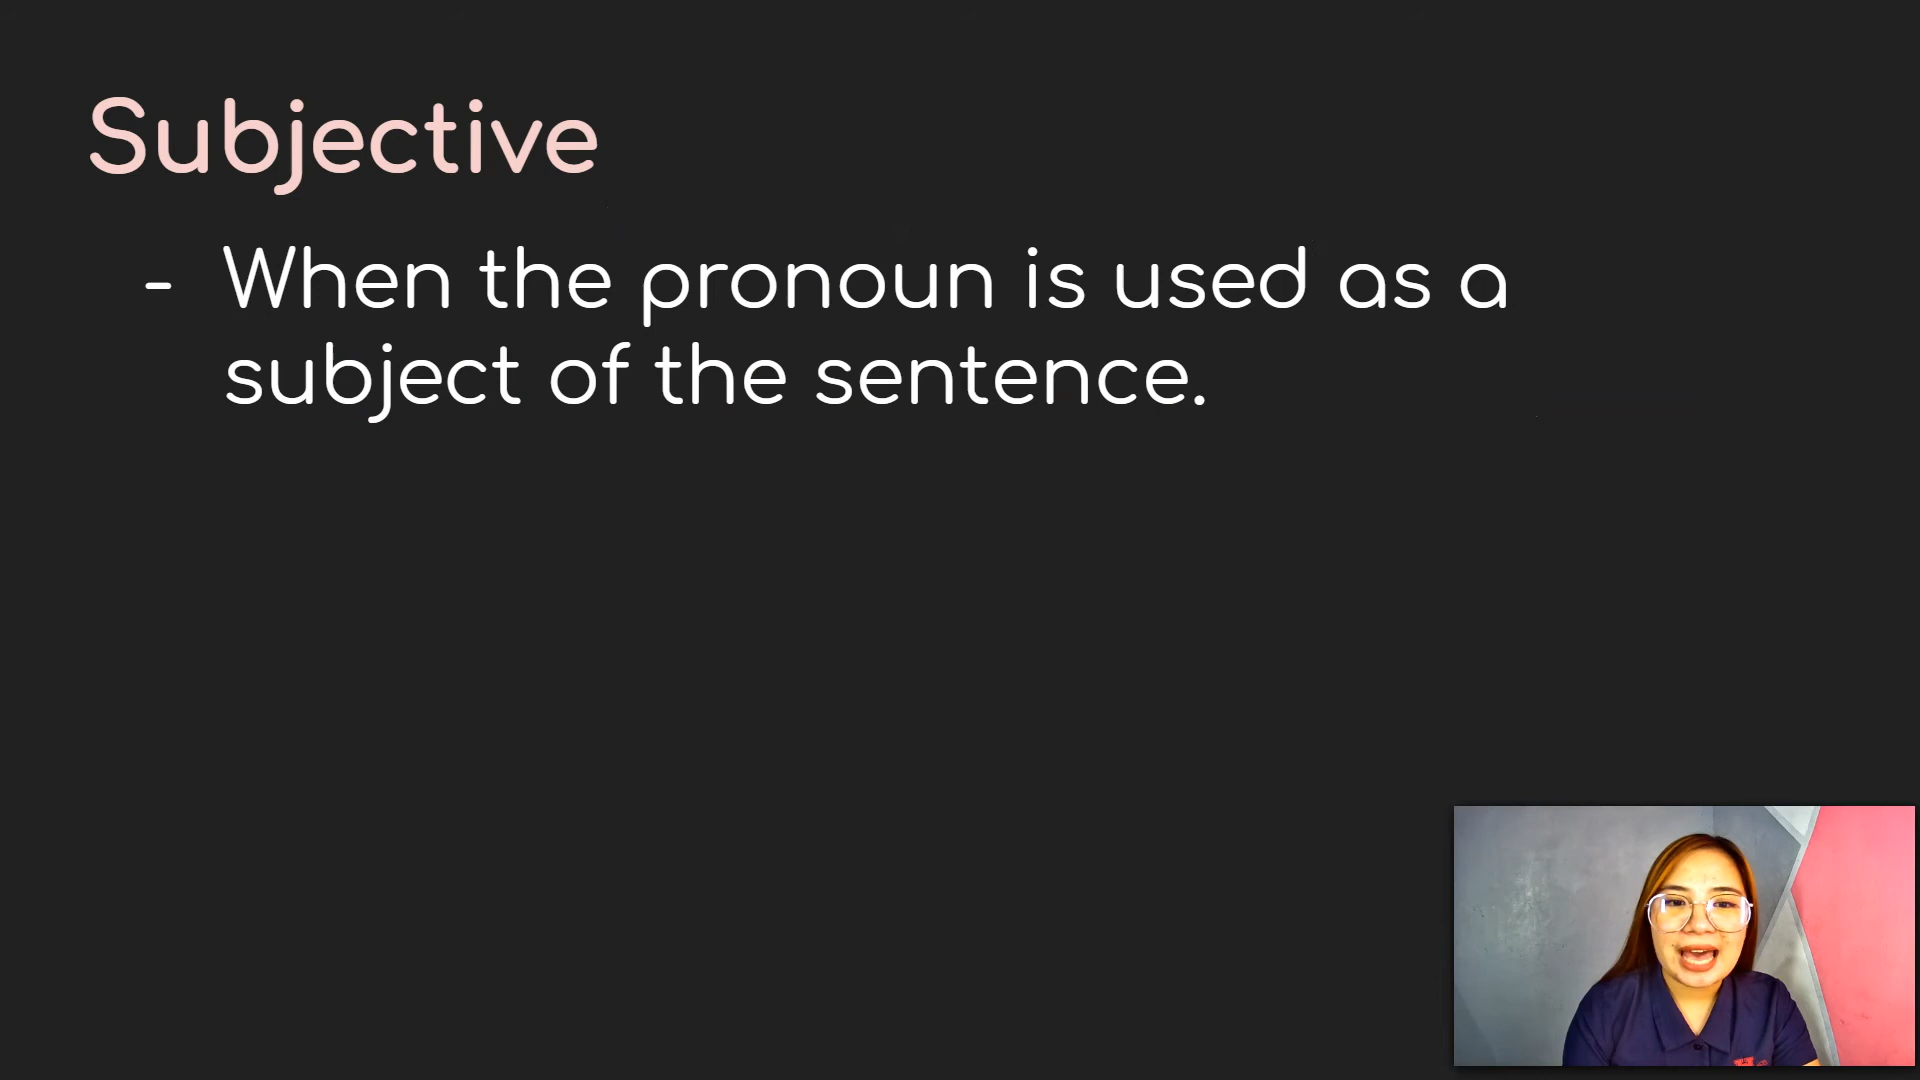 Subjective
- When the pronoun is used as a
subject of the sentence.